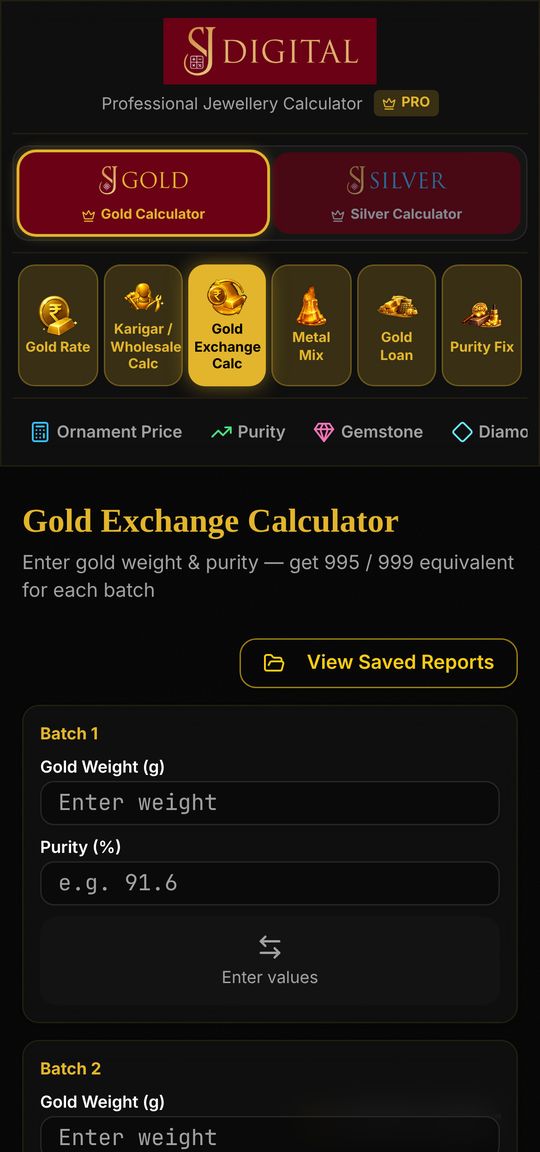 SJ DIGITAL
Professional Jewellery Calculator PRO
SJ GOLD
Gold Calculator
SJ SILVER
Silver Calculator
₹
Gold Rate
Karigar /
Wholesale
Calc
Gold
Exchange
Calc
Metal
Mix
Gold
Loan
Purity Fix
Ornament Price
Purity
Gemstone
Diamo
Gold Exchange Calculator
Enter gold weight & purity — get 995 / 999 equivalent
for each batch
View Saved Reports
Batch 1
Gold Weight (g)
Enter weight
Purity (%)
e.g. 91.6
Enter values
Batch 2
Gold Weight (g)
Enter weight